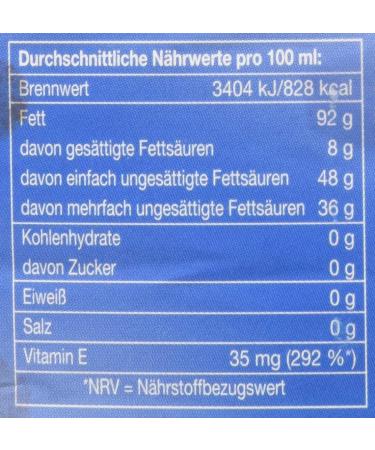 Durchschnittliche Nährwerte pro 100 ml:
Brennwert 3404 kJ/828 kcal
Fett 92 g
davon gesättigte Fettsäuren 8 g
davon einfach ungesättigte Fettsäuren 48 g
davon mehrfach ungesättigte Fettsäuren 36 g
Kohlenhydrate 0 g
davon Zucker 0 g
Eiweiß 0 g
Salz 0 g
Vitamin E 35 mg (292 %*)
*NRV = Nährstoffbezugswert